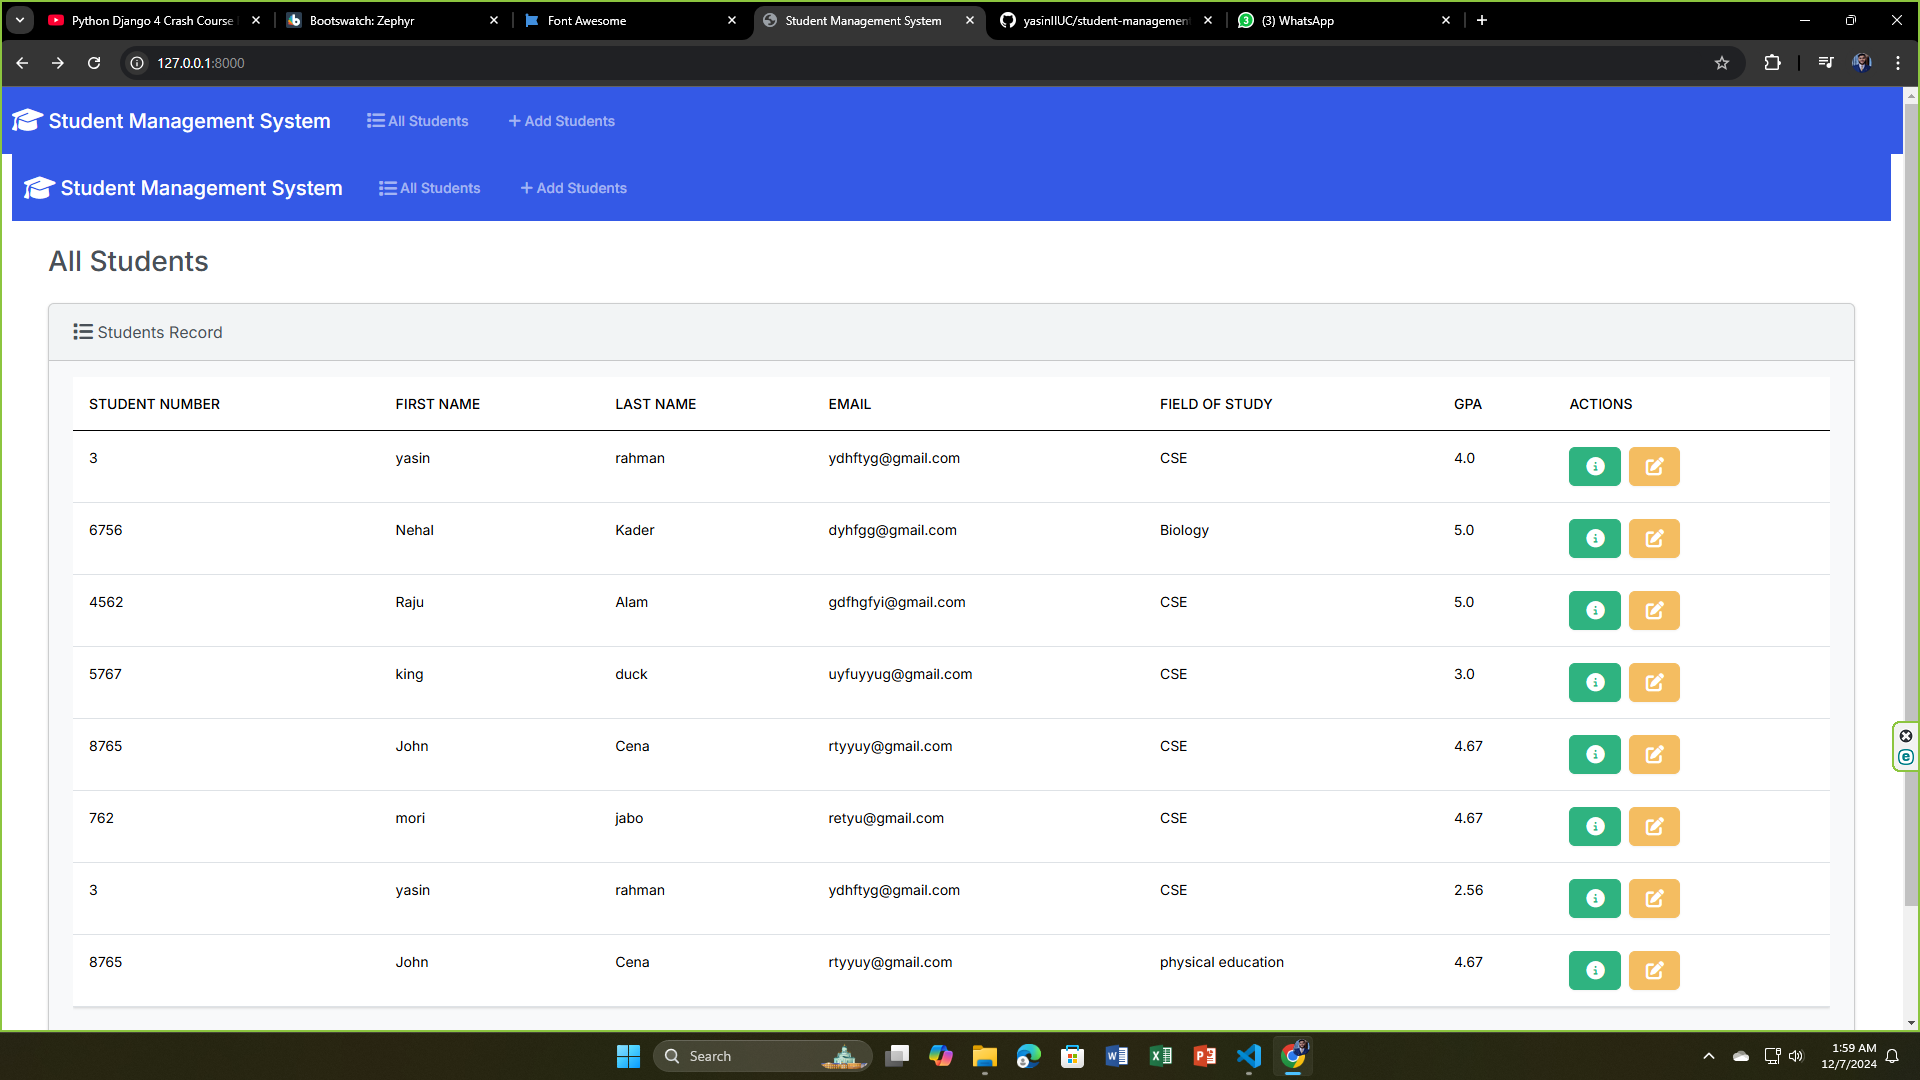 Python Django 4 Crash Course
Bootswatch: Zephyr
Font Awesome
Student Management System
yasinIIUC/student-management
(3) WhatsApp
127.0.0.1:8000
Student Management System All Students Add Students
Student Management System All Students Add Students
All Students
Students Record
STUDENT NUMBER FIRST NAME LAST NAME EMAIL FIELD OF STUDY GPA ACTIONS
3 yasin rahman ydhftyg@gmail.com CSE 4.0
6756 Nehal Kader dyhfgg@gmail.com Biology 5.0
4562 Raju Alam gdfhgfyi@gmail.com CSE 5.0
5767 king duck uyfuyyug@gmail.com CSE 3.0
8765 John Cena rtyyuy@gmail.com CSE 4.67
762 mori jabo retyu@gmail.com CSE 4.67
3 yasin rahman ydhftyg@gmail.com CSE 2.56
8765 John Cena rtyyuy@gmail.com physical education 4.67
Search
1:59 AM
12/7/2024